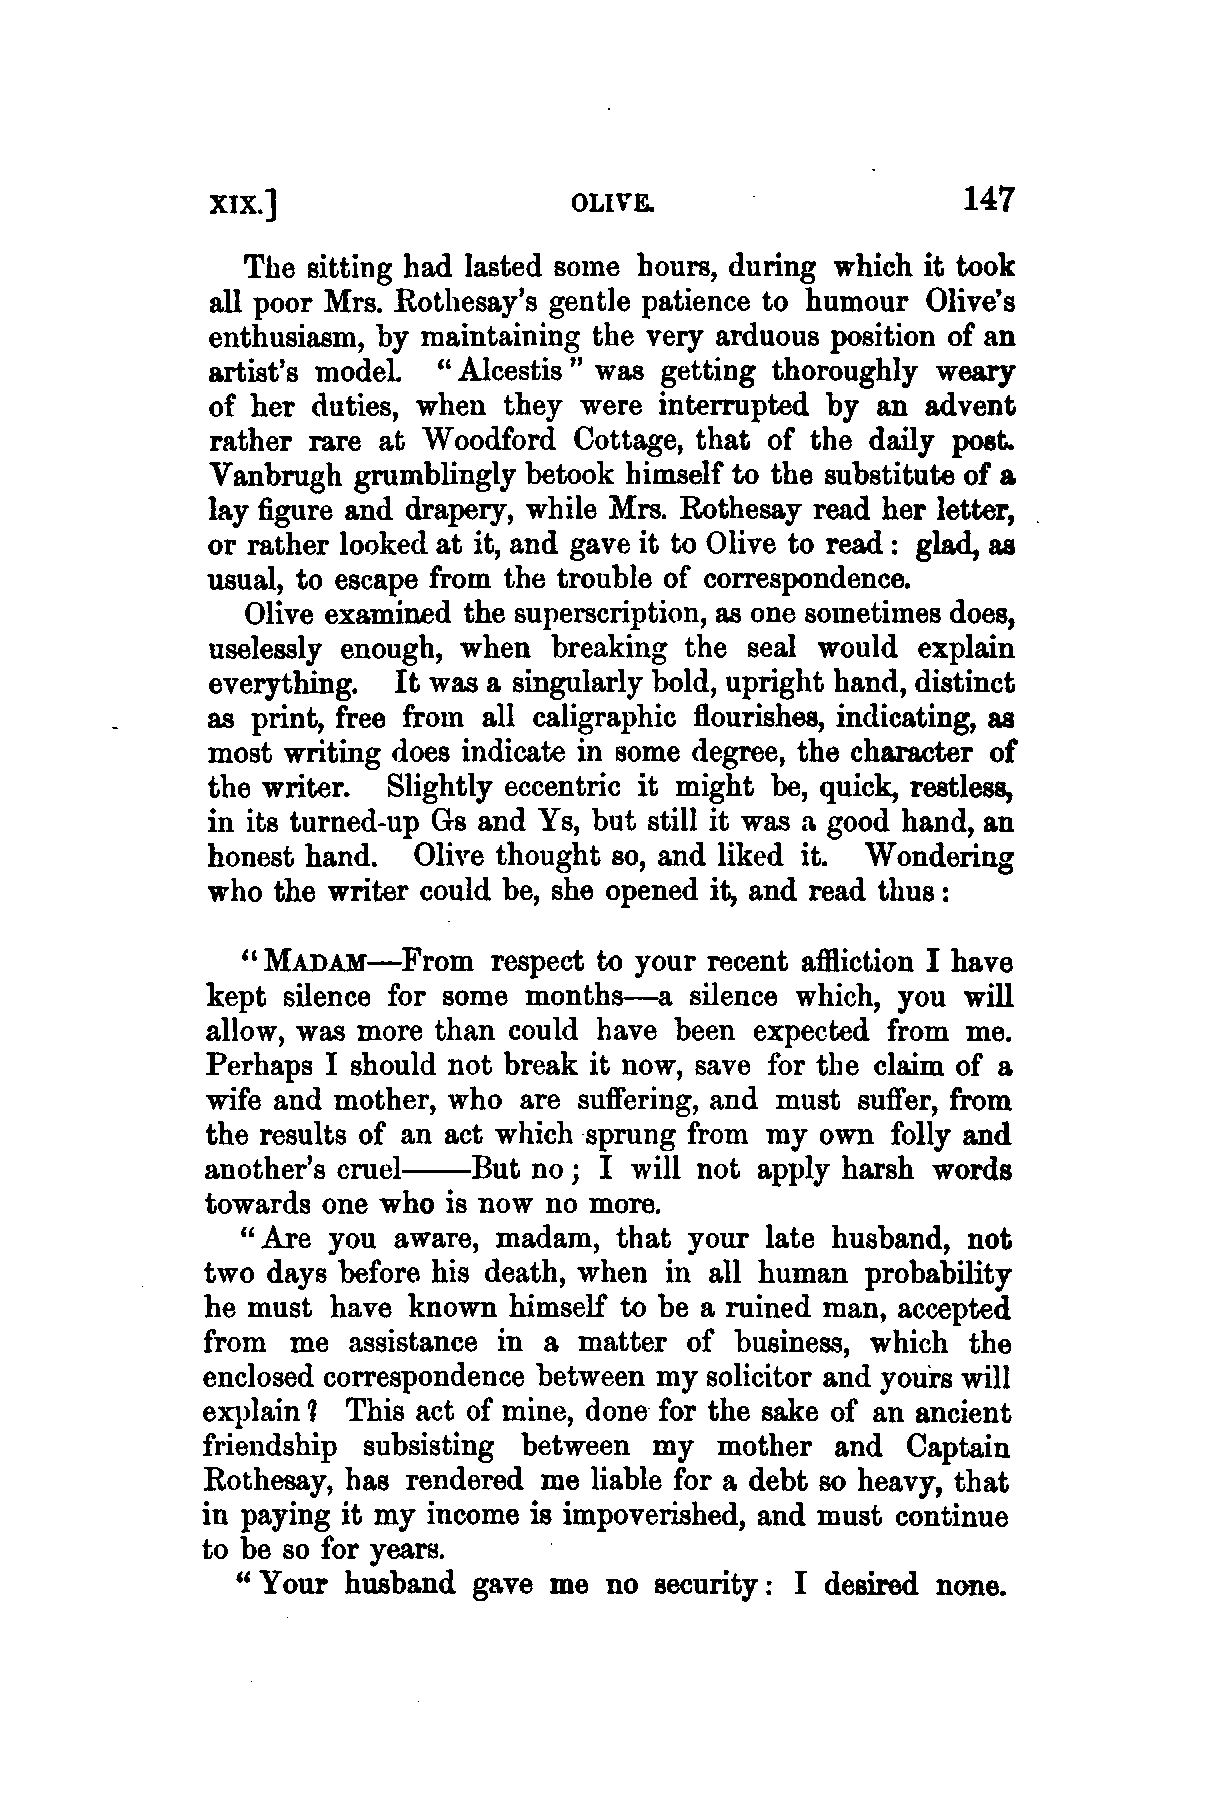 XIX.] OLIVE. 147
The sitting had lasted some hours, during which it took
all poor Mrs. Rothesay's gentle patience to humour Olive's
enthusiasm, by maintaining the very arduous position of an
artist's model. "Alcestis" was getting thoroughly weary
of her duties, when they were interrupted by an advent
rather rare at Woodford Cottage, that of the daily post.
Vanbrugh grumblingly betook himself to the substitute of a
lay figure and drapery, while Mrs. Rothesay read her letter,
or rather looked at it, and gave it to Olive to read: glad, as
usual, to escape from the trouble of correspondence.
Olive examined the superscription, as one sometimes does,
uselessly enough, when breaking the seal would explain
everything. It was a singularly bold, upright hand, distinct
as print, free from all caligraphic flourishes, indicating, as
most writing does indicate in some degree, the character of
the writer. Slightly eccentric it might be, quick, restless,
in its turned-up Gs and Ys, but still it was a good hand, an
honest hand. Olive thought so, and liked it. Wondering
who the writer could be, she opened it, and read thus:
"MADAM—From respect to your recent affliction I have
kept silence for some months—a silence which, you will
allow, was more than could have been expected from me.
Perhaps I should not break it now, save for the claim of a
wife and mother, who are suffering, and must suffer, from
the results of an act which sprung from my own folly and
another's cruel——But no; I will not apply harsh words
towards one who is now no more.
"Are you aware, madam, that your late husband, not
two days before his death, when in all human probability
he must have known himself to be a ruined man, accepted
from me assistance in a matter of business, which the
enclosed correspondence between my solicitor and yours will
explain? This act of mine, done for the sake of an ancient
friendship subsisting between my mother and Captain
Rothesay, has rendered me liable for a debt so heavy, that
in paying it my income is impoverished, and must continue
to be so for years.
"Your husband gave me no security: I desired none.